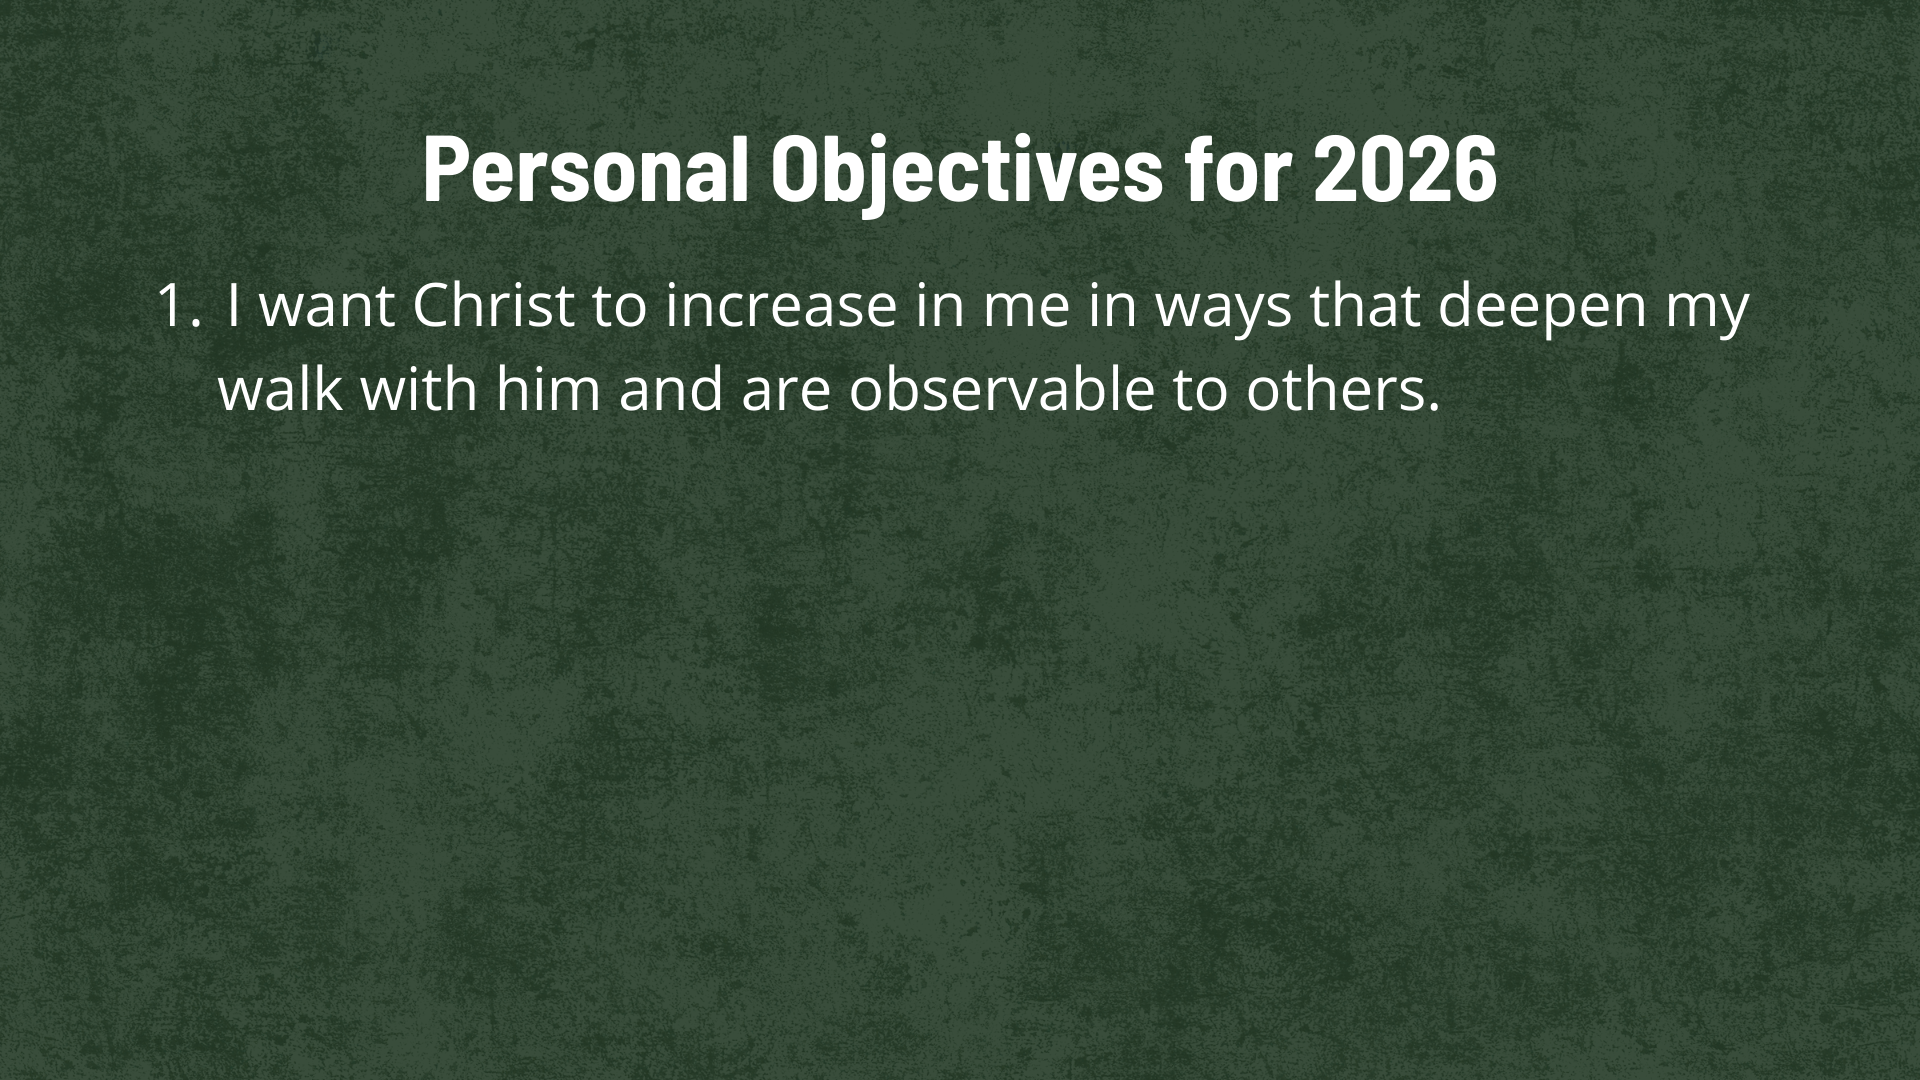 Personal Objectives for 2026
1. I want Christ to increase in me in ways that deepen my
walk with him and are observable to others.